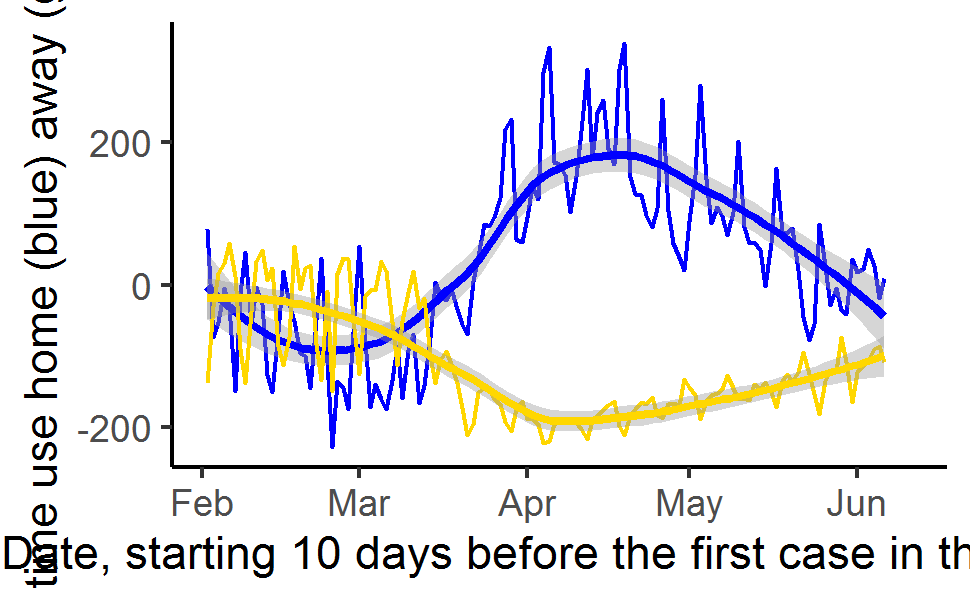 time use home (blue) away (
200
0
-200
Feb Mar Apr May Jun
Date, starting 10 days before the first case in th